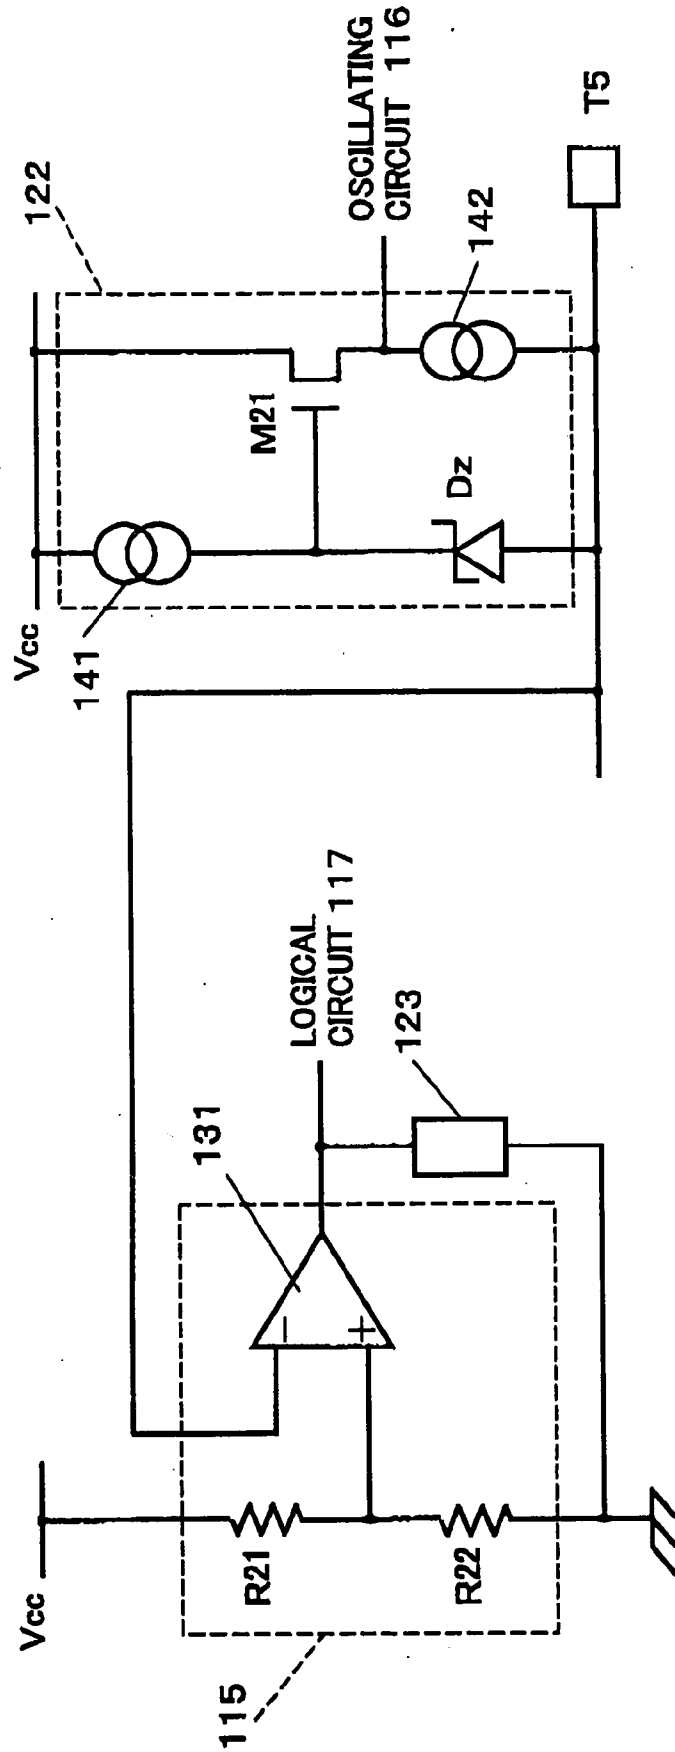 Vcc
115
R21
R22
131
LOGICAL
CIRCUIT 117
123
Vcc
141
122
M21
Dz
OSCILLATING
CIRCUIT 116
142
T5